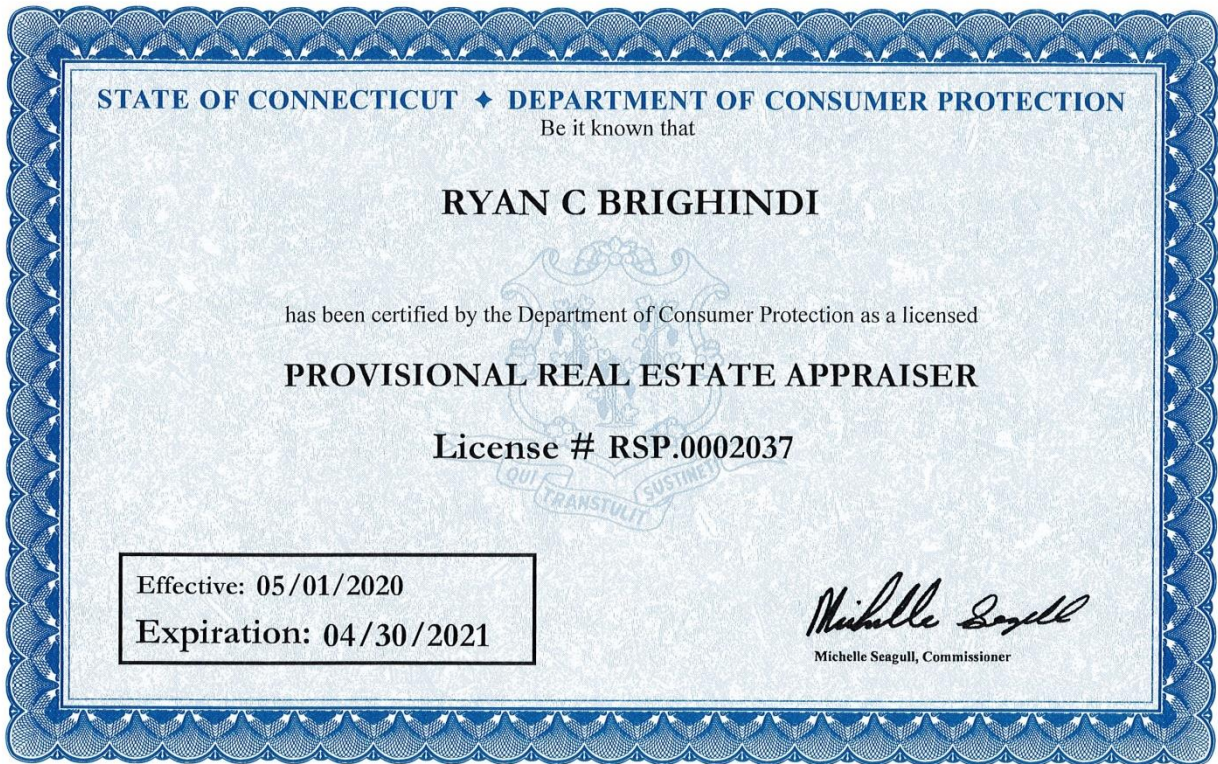 STATE OF CONNECTICUT ✦ DEPARTMENT OF CONSUMER PROTECTION
Be it known that
RYAN C BRIGHINDI
has been certified by the Department of Consumer Protection as a licensed
PROVISIONAL REAL ESTATE APPRAISER
License # RSP.0002037
QUI TRANSTULIT SUSTINET
Effective: 05/01/2020
Expiration: 04/30/2021
Michelle Seagull
Michelle Seagull, Commissioner